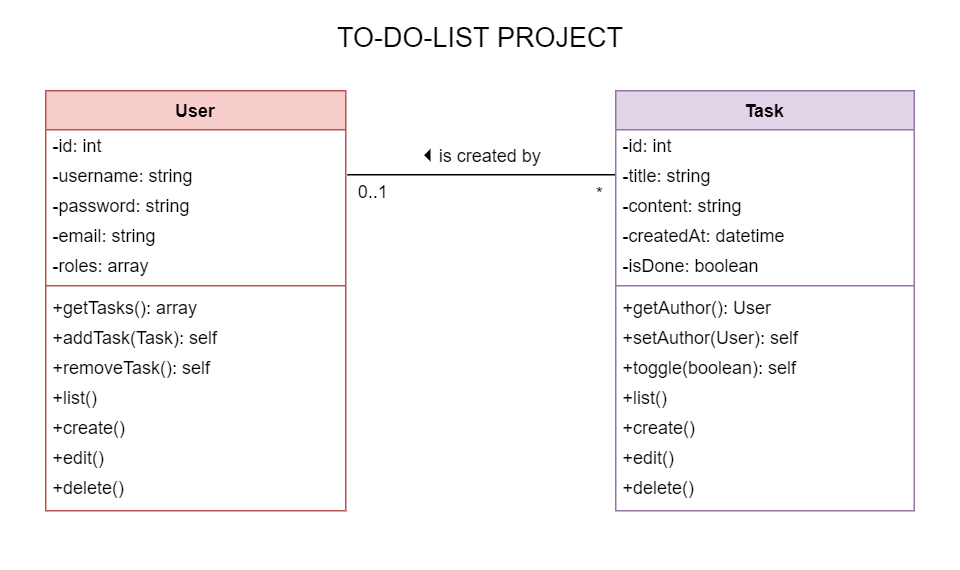 TO-DO-LIST PROJECT
User
-id: int
-username: string
-password: string
-email: string
-roles: array
+getTasks(): array
+addTask(Task): self
+removeTask(): self
+list()
+create()
+edit()
+delete()
is created by
0..1
*
Task
-id: int
-title: string
-content: string
-createdAt: datetime
-isDone: boolean
+getAuthor(): User
+setAuthor(User): self
+toggle(boolean): self
+list()
+create()
+edit()
+delete()